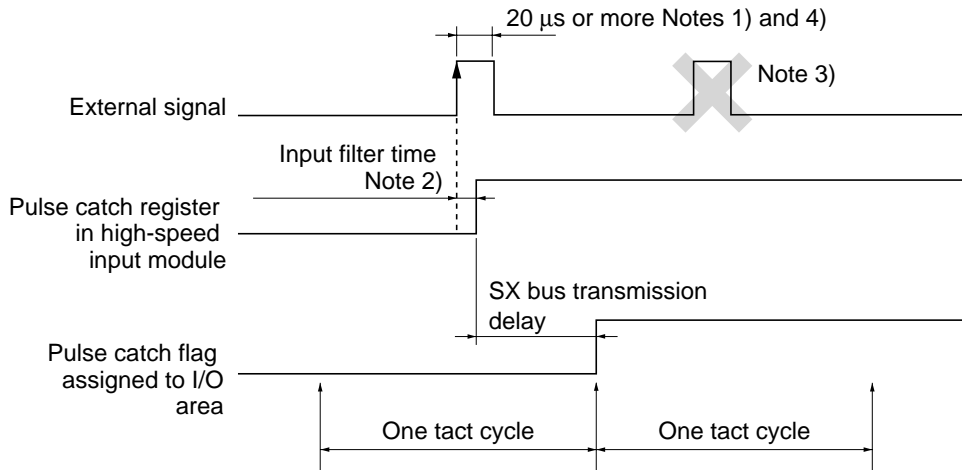 20 μs or more Notes 1) and 4)
Note 3)
External signal
Input filter time
Note 2)
Pulse catch register
in high-speed
input module
SX bus transmission
delay
Pulse catch flag
assigned to I/O
area
One tact cycle
One tact cycle